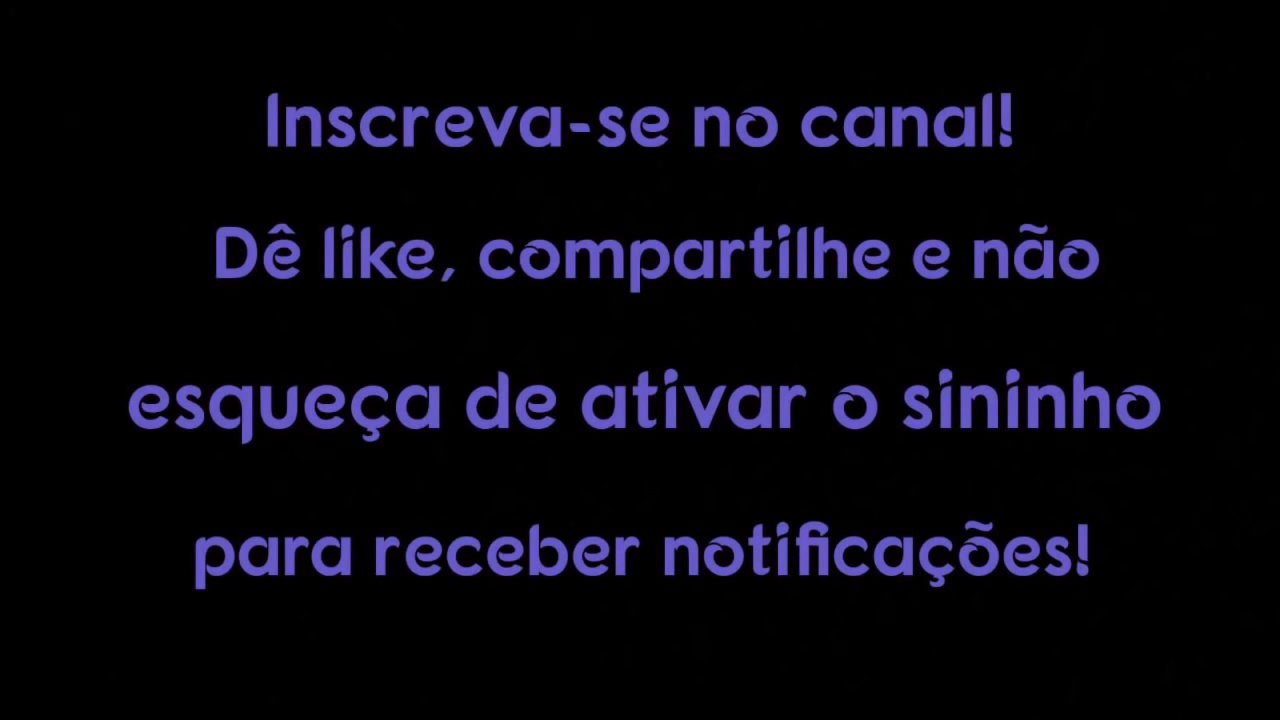 Inscreva-se no canal!
Dê like, compartilhe e não
esqueça de ativar o sininho
para receber notificações!